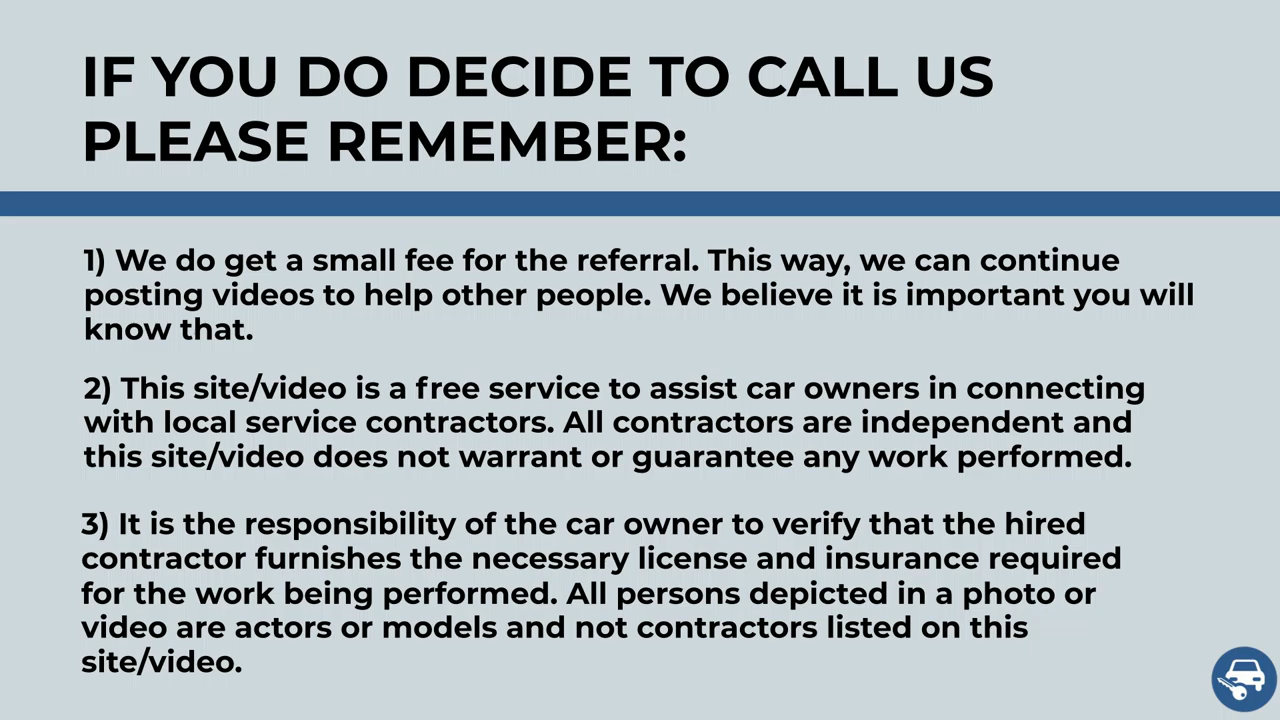 IF YOU DO DECIDE TO CALL US
PLEASE REMEMBER:
1) We do get a small fee for the referral. This way, we can continue
posting videos to help other people. We believe it is important you will
know that.
2) This site/video is a free service to assist car owners in connecting
with local service contractors. All contractors are independent and
this site/video does not warrant or guarantee any work performed.
3) It is the responsibility of the car owner to verify that the hired
contractor furnishes the necessary license and insurance required
for the work being performed. All persons depicted in a photo or
video are actors or models and not contractors listed on this
site/video.